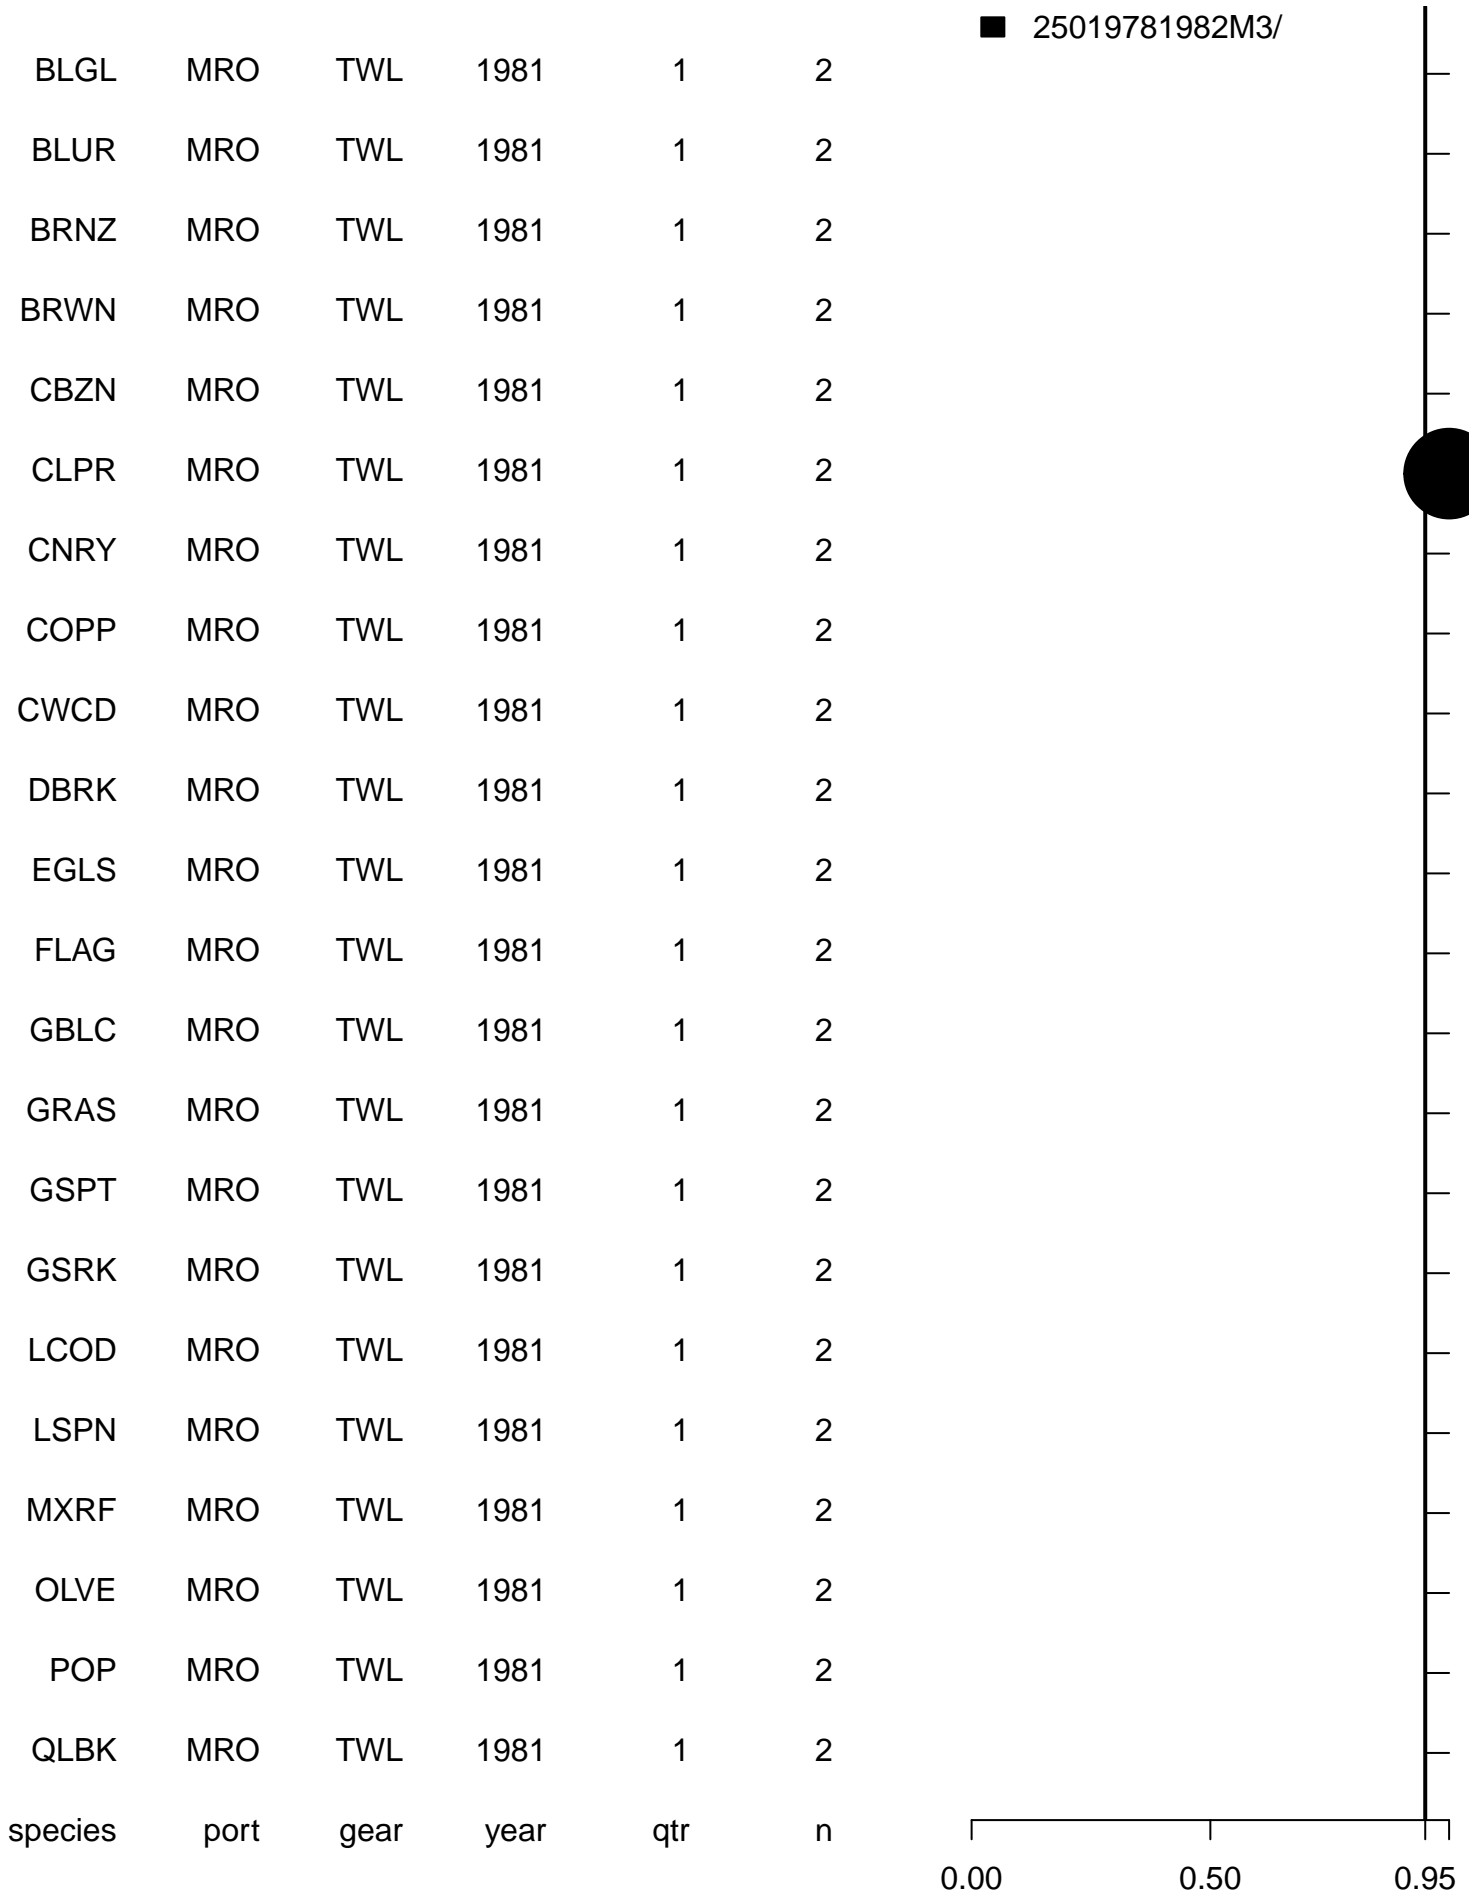 25019781982M3/
BLGL MRO TWL 1981 1 2
BLUR MRO TWL 1981 1 2
BRNZ MRO TWL 1981 1 2
BRWN MRO TWL 1981 1 2
CBZN MRO TWL 1981 1 2
CLPR MRO TWL 1981 1 2
CNRY MRO TWL 1981 1 2
COPP MRO TWL 1981 1 2
CWCD MRO TWL 1981 1 2
DBRK MRO TWL 1981 1 2
EGLS MRO TWL 1981 1 2
FLAG MRO TWL 1981 1 2
GBLC MRO TWL 1981 1 2
GRAS MRO TWL 1981 1 2
GSPT MRO TWL 1981 1 2
GSRK MRO TWL 1981 1 2
LCOD MRO TWL 1981 1 2
LSPN MRO TWL 1981 1 2
MXRF MRO TWL 1981 1 2
OLVE MRO TWL 1981 1 2
POP MRO TWL 1981 1 2
QLBK MRO TWL 1981 1 2
species port gear year qtr n
0.00 0.50 0.95